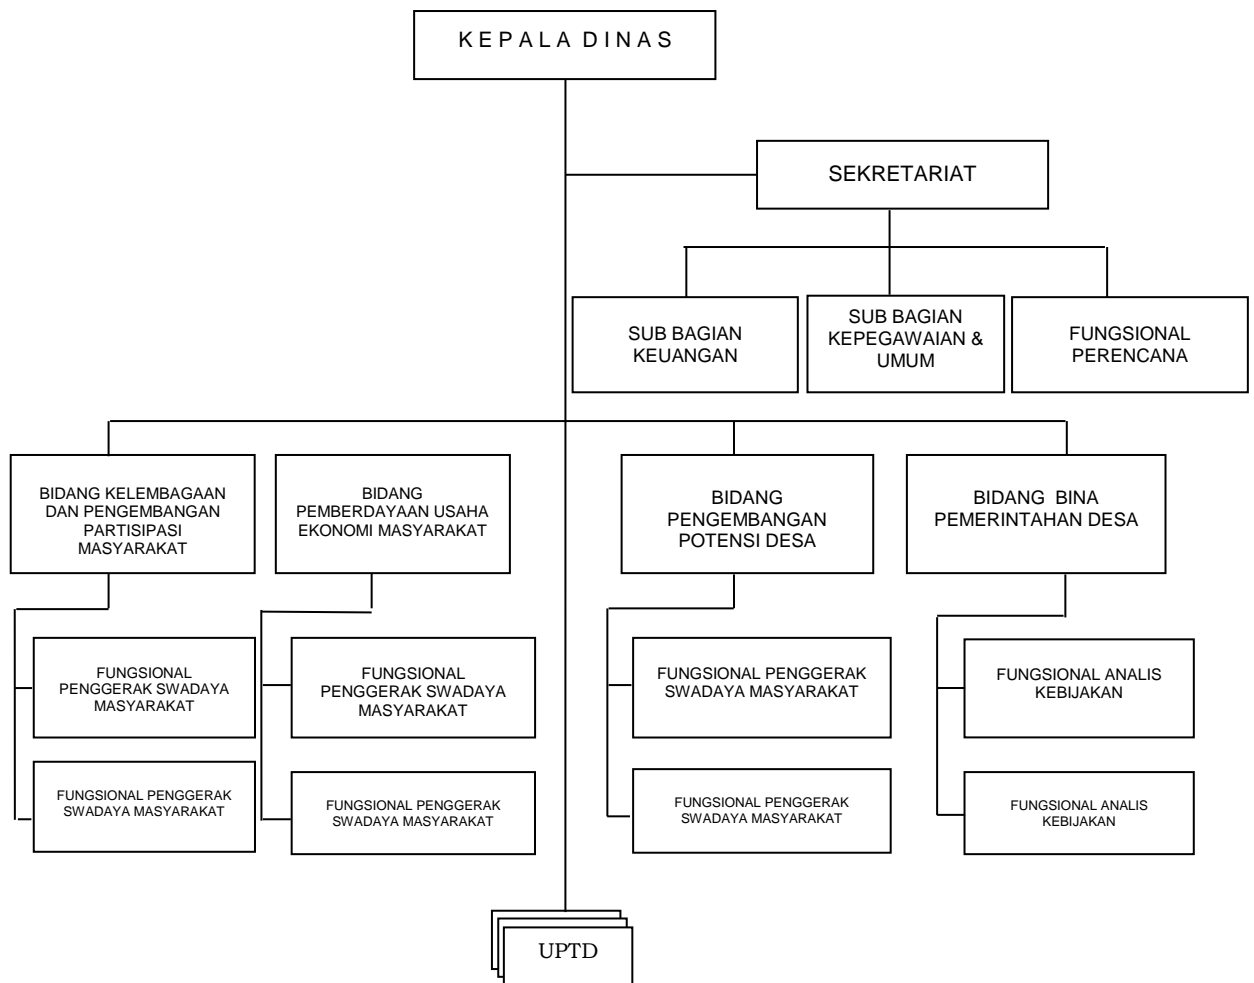 K E P A L A D I N A S
SEKRETARIAT
SUB BAGIAN
KEUANGAN
SUB BAGIAN
KEPEGAWAIAN &
UMUM
FUNGSIONAL
PERENCANA
BIDANG KELEMBAGAAN
DAN PENGEMBANGAN
PARTISIPASI
MASYARAKAT
BIDANG
PEMBERDAYAAN USAHA
EKONOMI MASYARAKAT
BIDANG
PENGEMBANGAN
POTENSI DESA
BIDANG BINA
PEMERINTAHAN DESA
FUNGSIONAL
PENGGERAK SWADAYA
MASYARAKAT
FUNGSIONAL
PENGGERAK SWADAYA
MASYARAKAT
FUNGSIONAL PENGGERAK
SWADAYA MASYARAKAT
FUNGSIONAL ANALIS
KEBIJAKAN
FUNGSIONAL PENGGERAK
SWADAYA MASYARAKAT
FUNGSIONAL PENGGERAK
SWADAYA MASYARAKAT
FUNGSIONAL PENGGERAK
SWADAYA MASYARAKAT
FUNGSIONAL ANALIS
KEBIJAKAN
UPTD